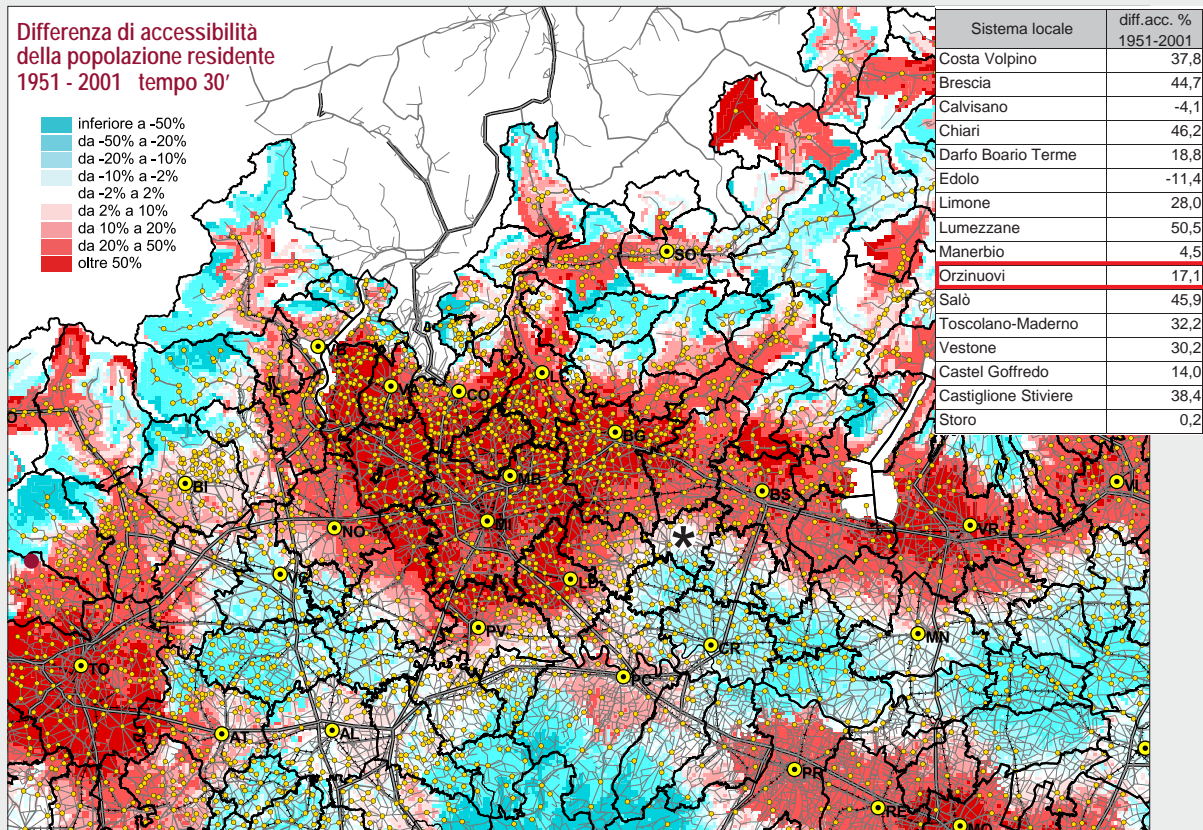 Differenza di accessibilità
della popolazione residente
1951 - 2001 tempo 30’
inferiore a -50%
da -50% a -20%
da -20% a -10%
da -10% a -2%
da -2% a 2%
da 2% a 10%
da 10% a 20%
da 20% a 50%
oltre 50%
Sistema locale diff.acc. % 1951-2001
Costa Volpino 37,8
Brescia 44,7
Calvisano -4,1
Chiari 46,2
Darfo Boario Terme 18,8
Edolo -11,4
Limone 28,0
Lumezzane 50,5
Manerbio 4,5
Orzinuovi 17,1
Salò 45,9
Toscolano-Maderno 32,2
Vestone 30,2
Castel Goffredo 14,0
Castiglione Stiviere 38,4
Storo 0,2
SO
VB
CO
BG
BI
MB
BS
VI
NO
MI
*
VR
VC
LO
PV
CR
MN
TO
PC
AT
AL
PR
RE
MO